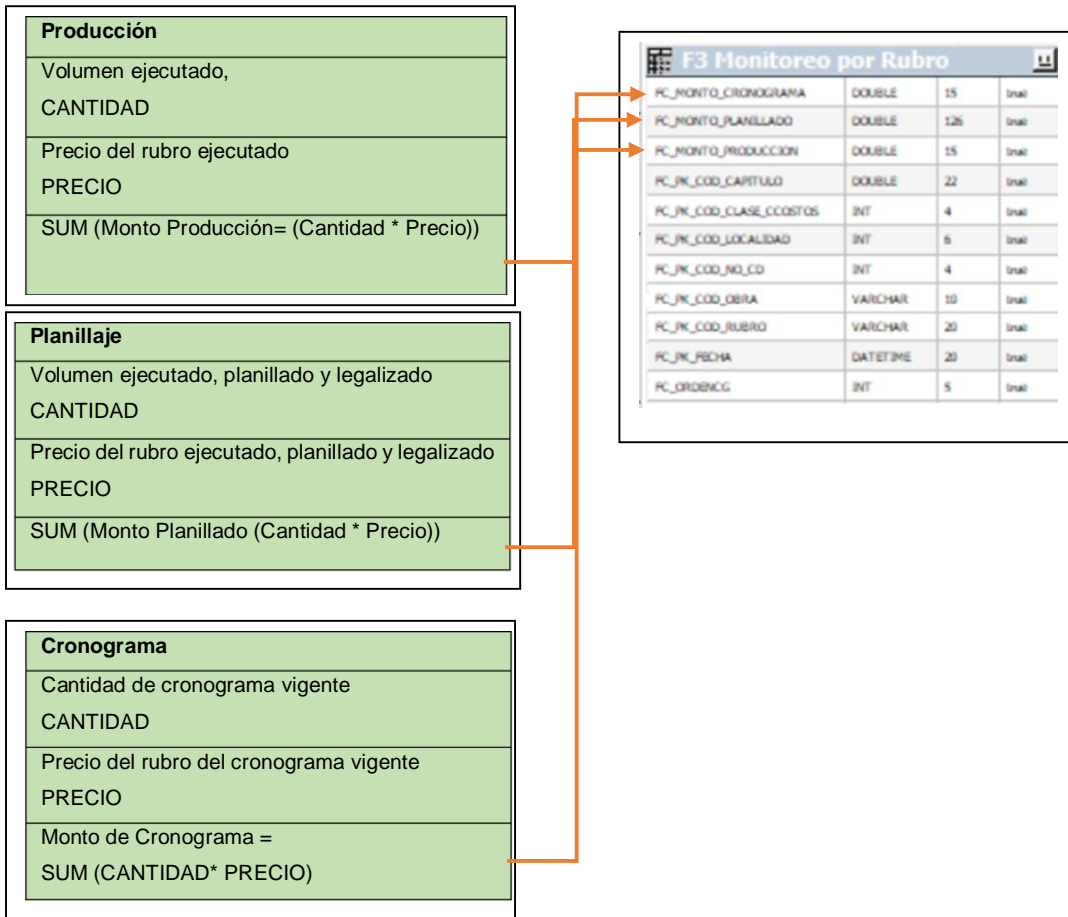 Producción
Volumen ejecutado,
CANTIDAD
Precio del rubro ejecutado
PRECIO
SUM (Monto Producción= (Cantidad * Precio))
Planillaje
Volumen ejecutado, planillado y legalizado
CANTIDAD
Precio del rubro ejecutado, planillado y legalizado
PRECIO
SUM (Monto Planillado (Cantidad * Precio))
Cronograma
Cantidad de cronograma vigente
CANTIDAD
Precio del rubro del cronograma vigente
PRECIO
Monto de Cronograma =
SUM (CANTIDAD* PRECIO)
F3 Monitoreo por Rubro
FC_MONTO_CRONOGRAMA DOUBLE 15 true
FC_MONTO_PLANILLADO DOUBLE 126 true
FC_MONTO_PRODUCCION DOUBLE 15 true
FC_PK_COD_CAPITULO DOUBLE 22 true
FC_PK_COD_CLASE_CCOSTOS INT 4 true
FC_PK_COD_LOCALIDAD INT 6 true
FC_PK_COD_NO_CD INT 4 true
FC_PK_COD_OBRA VARCHAR 10 true
FC_PK_COD_RUBRO VARCHAR 20 true
FC_PK_FECHA DATETIME 20 true
FC_ORDENCG INT 5 true